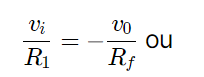 v_i / R_1 = − v_0 / R_f ou